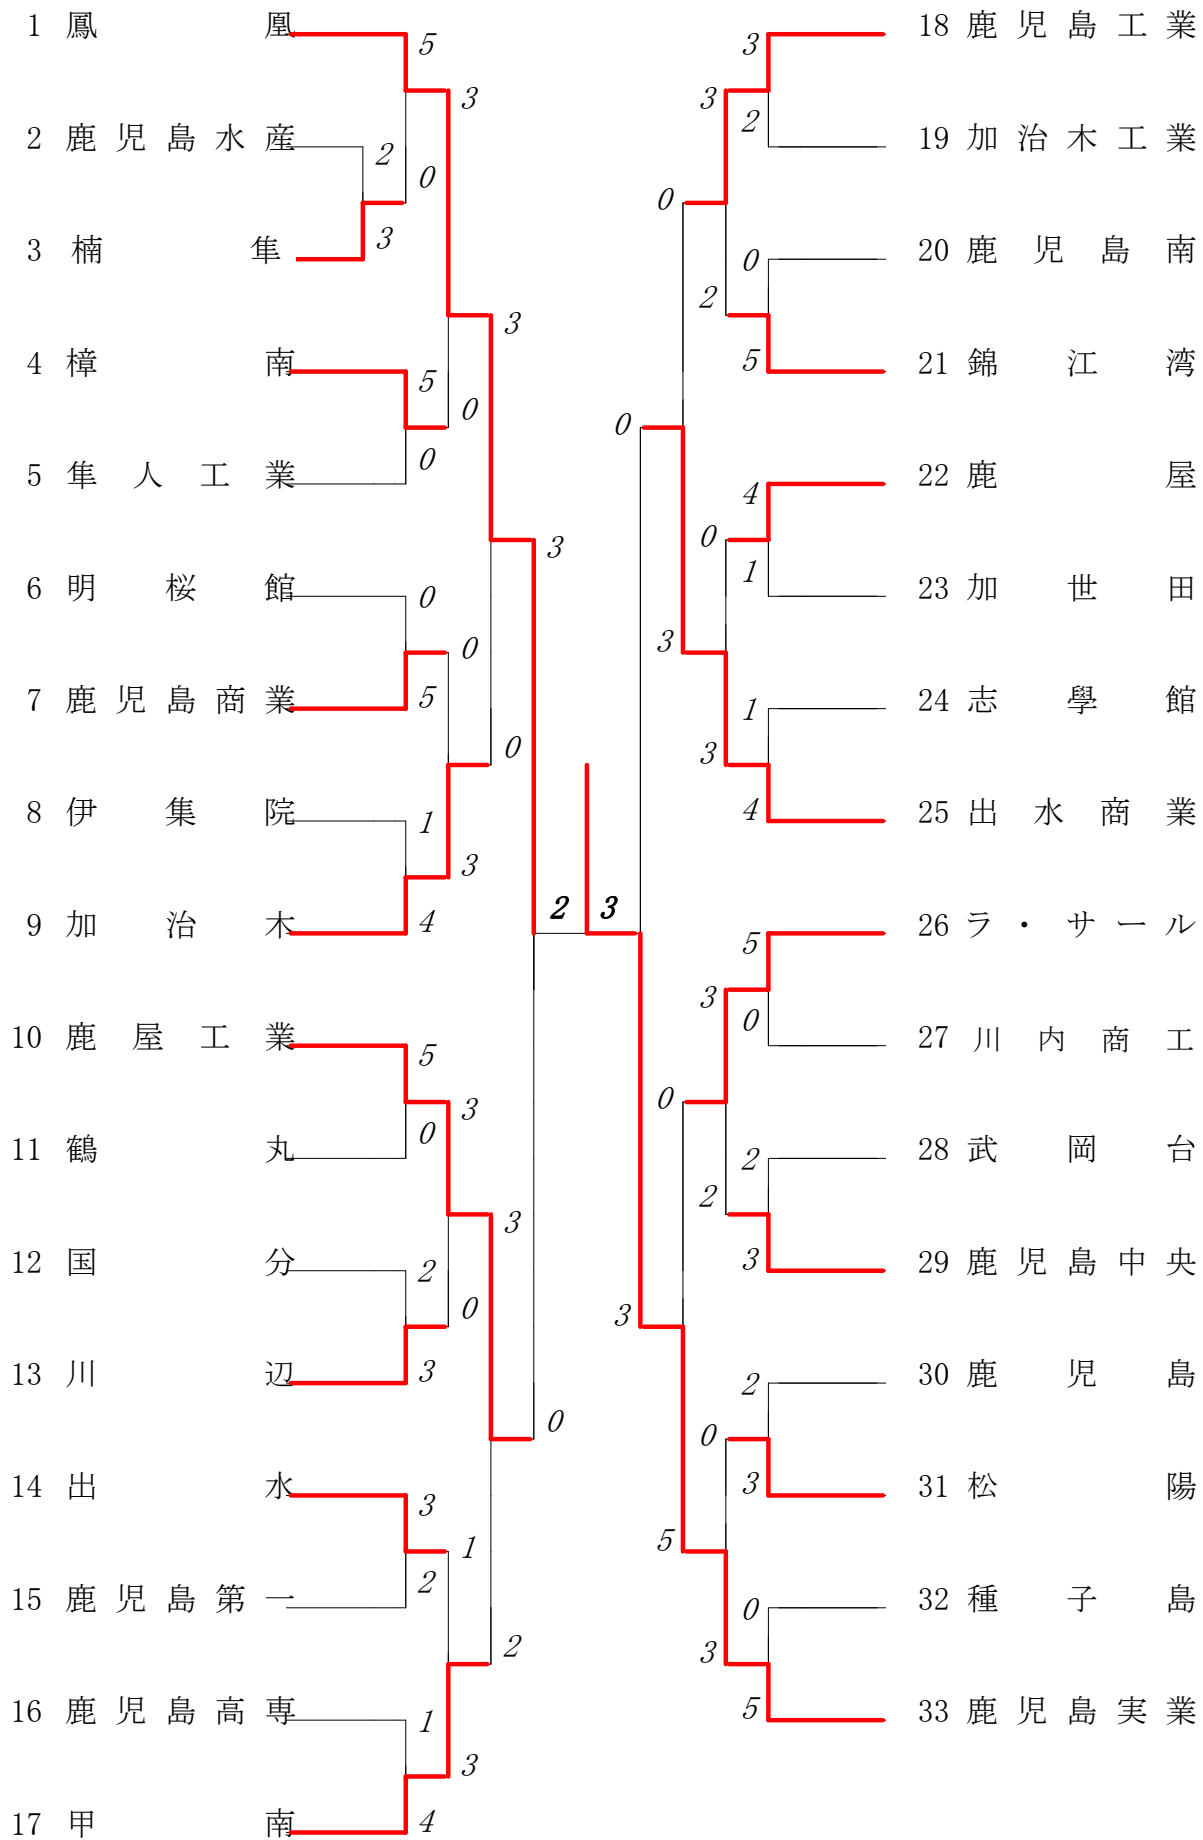 1 鳳凰
5
3
2 鹿児島水産
2
0
3 楠隼
3
3
4 樟南
5
0
5 隼人工業
0
3
6 明桜館
0
0
7 鹿児島商業
5
0
8 伊集院
1
3
9 加治木
4
2 3
10 鹿屋工業
5
3
11 鶴丸
0
3
12 国分
2
0
13 川辺
3
0
14 出水
3
1
15 鹿児島第一
2
2
16 鹿児島高専
1
3
17 甲南
4
18 鹿児島工業
3
3
19 加治木工業
2
0
20 鹿児島南
0
2
21 錦江湾
5
0
22 鹿屋
4
0
23 加世田
1
3
24 志學館
1
3
25 出水商業
4
26 ラ・サール
5
3
27 川内商工
0
0
28 武岡台
2
2
29 鹿児島中央
3
3
30 鹿児島
2
0
31 松陽
3
5
32 種子島
0
3
33 鹿児島実業
5